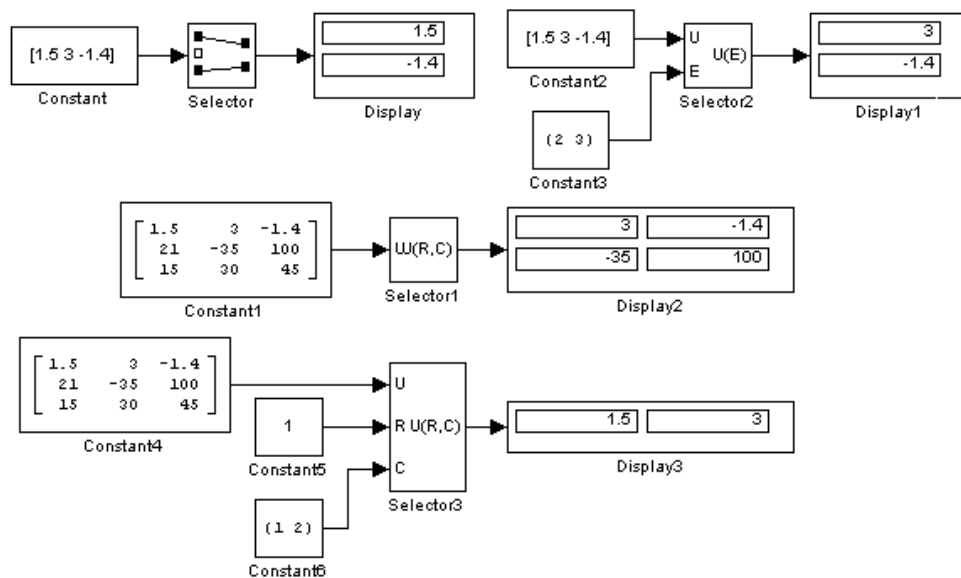 [1.5 3 -1.4]
Constant
Selector
1.5
-1.4
Display
[1.5 3 -1.4]
Constant2
U
E
U(E)
Selector2
3
-1.4
Display1
(2 3)
Constant3
1.5 3 -1.4
21 -35 100
15 30 45
Constant1
U(R,C)
Selector1
3 -1.4
-35 100
Display2
1.5 3 -1.4
21 -35 100
15 30 45
Constant4
1
Constant5
(1 2)
Constant6
U
R U(R,C)
C
Selector3
1.5 3
Display3